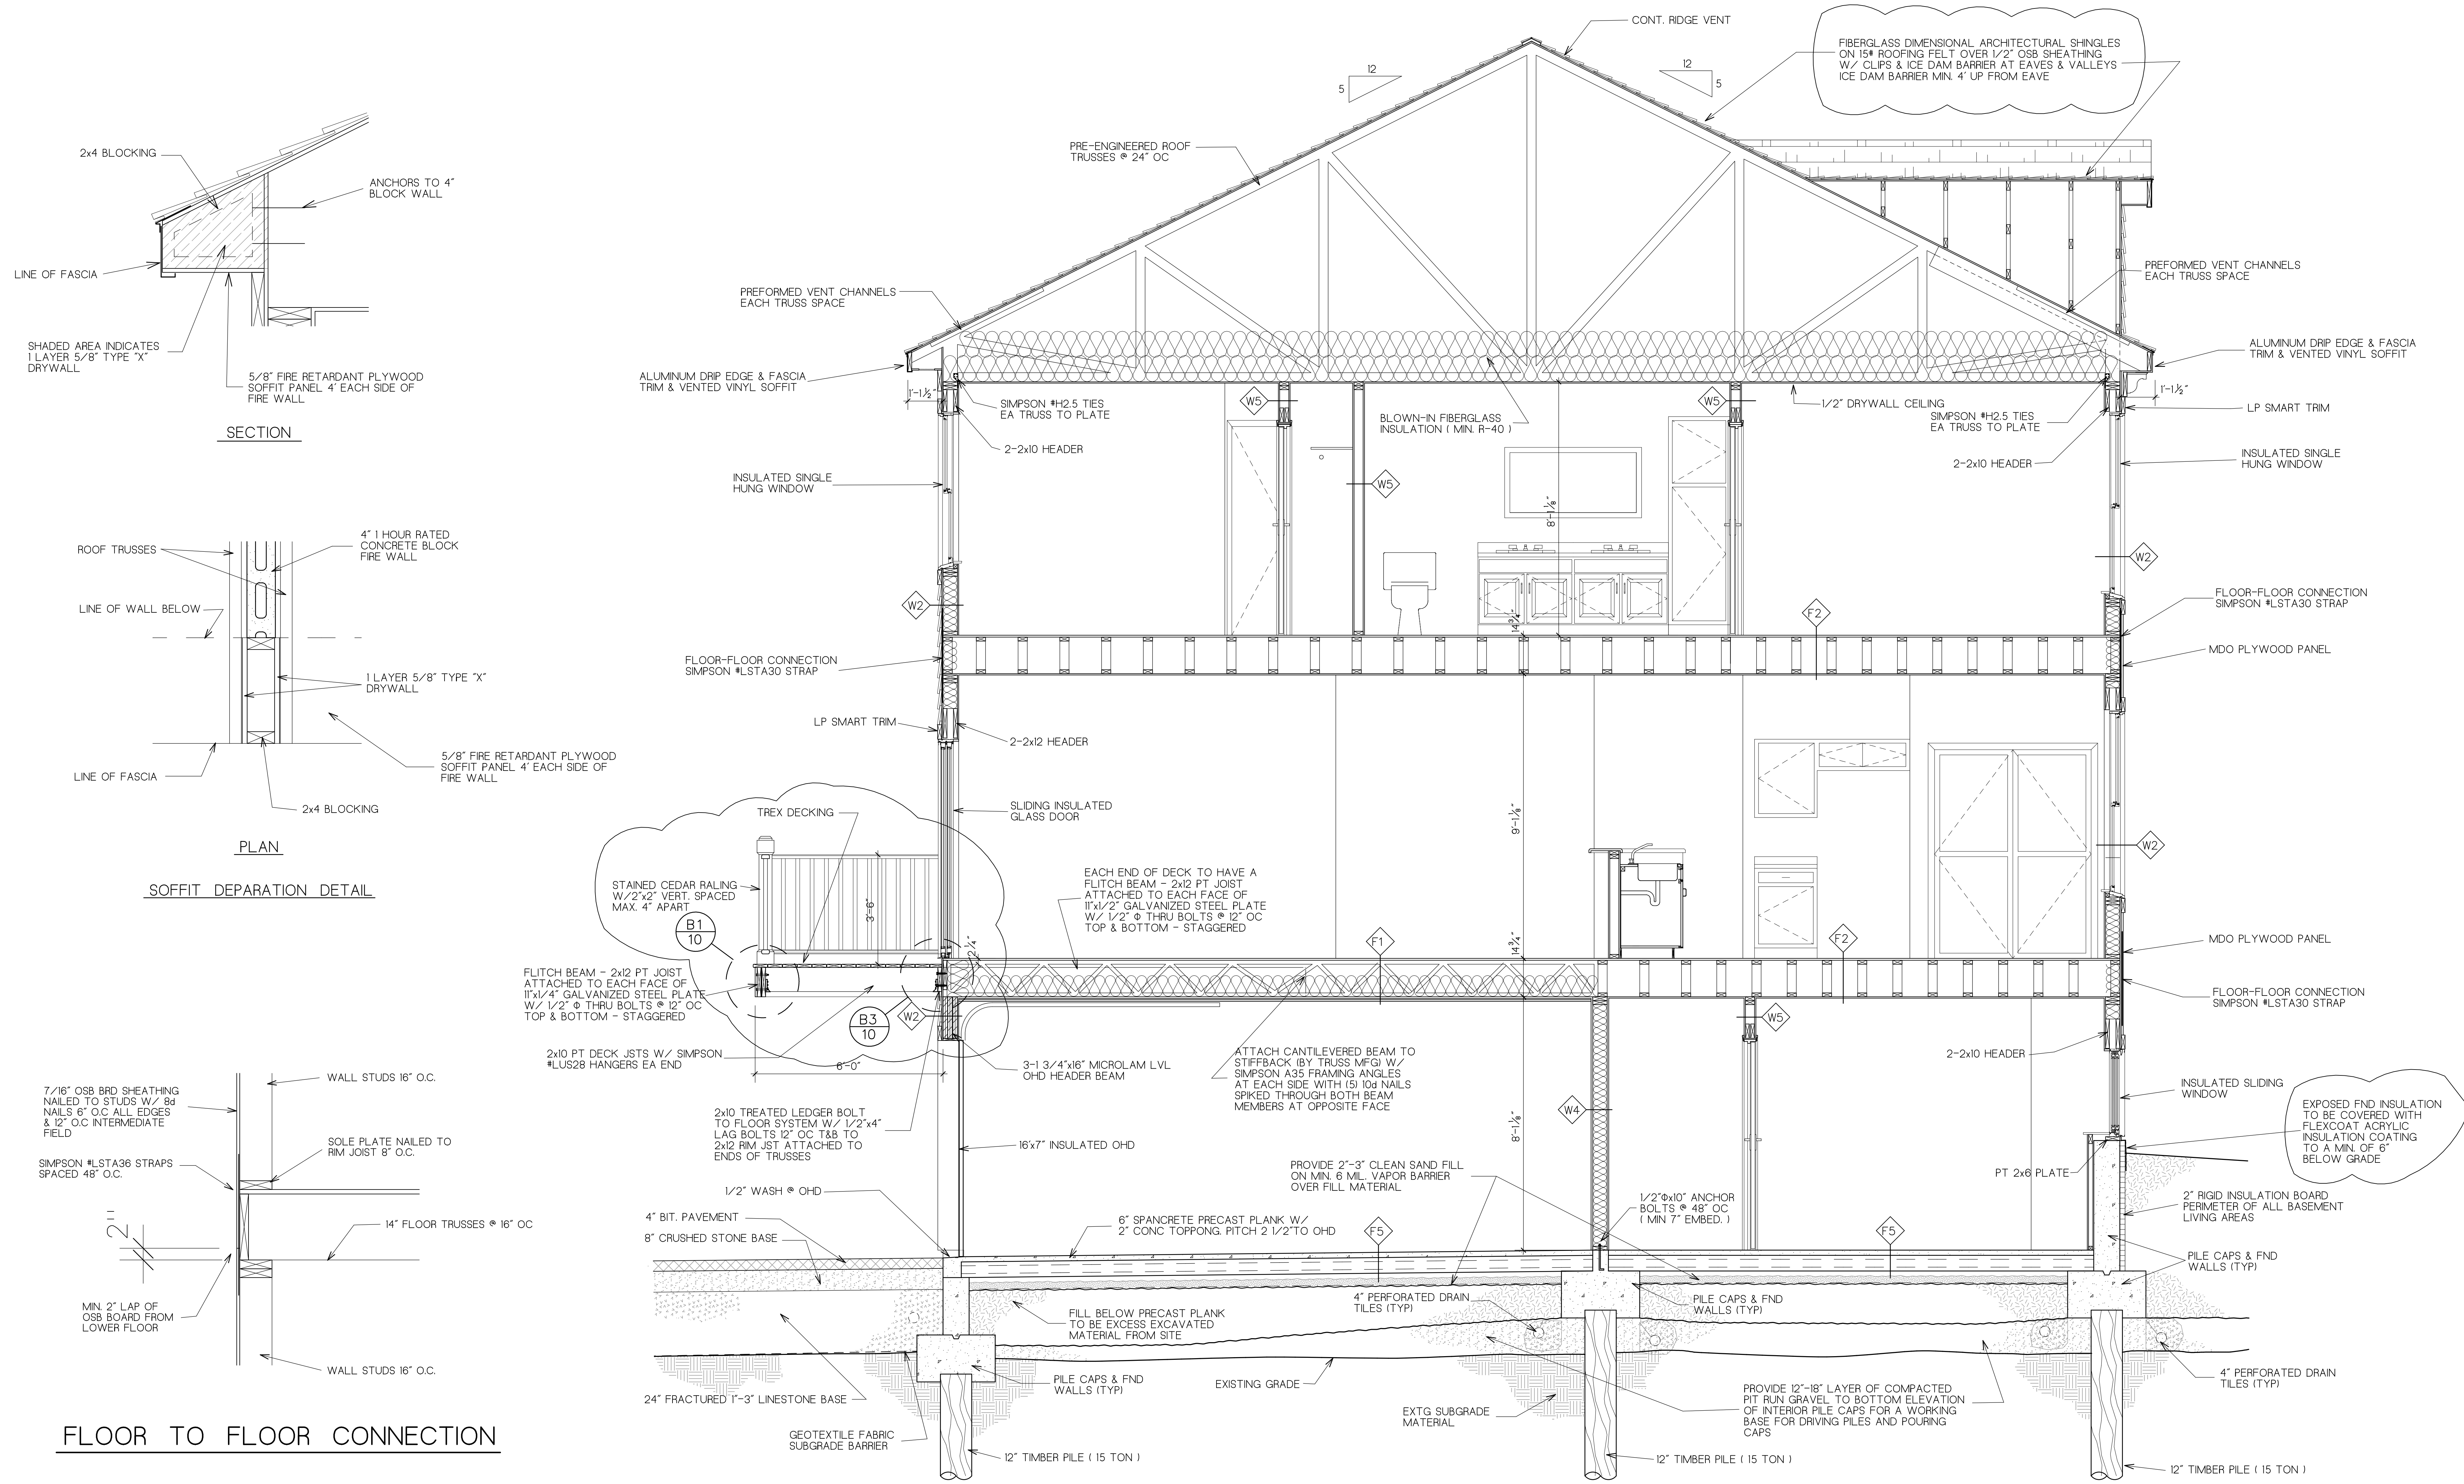 2x4 BLOCKING
ANCHORS TO 4"
BLOCK WALL
LINE OF FASCIA
SHADED AREA INDICATES
1 LAYER 5/8" TYPE "X"
DRYWALL
5/8" FIRE RETARDANT PLYWOOD
SOFFIT PANEL 4' EACH SIDE OF
FIRE WALL
SECTION
ROOF TRUSSES
4" 1 HOUR RATED
CONCRETE BLOCK
FIRE WALL
LINE OF WALL BELOW
1 LAYER 5/8" TYPE "X"
DRYWALL
LINE OF FASCIA
5/8" FIRE RETARDANT PLYWOOD
SOFFIT PANEL 4' EACH SIDE OF
FIRE WALL
2x4 BLOCKING
PLAN
SOFFIT DEPARATION DETAIL
7/16" OSB BRD SHEATHING
NAILED TO STUDS W/ 8d
NAILS 6" O.C ALL EDGES
& 12" O.C INTERMEDIATE
FIELD
WALL STUDS 16" O.C.
SOLE PLATE NAILED TO
RIM JOIST 8" O.C.
SIMPSON #LSTA36 STRAPS
SPACED 48" O.C.
2"
14" FLOOR TRUSSES @ 16" OC
MIN. 2" LAP OF
OSB BOARD FROM
LOWER FLOOR
WALL STUDS 16" O.C.
FLOOR TO FLOOR CONNECTION
CONT. RIDGE VENT
FIBERGLASS DIMENSIONAL ARCHITECTURAL SHINGLES
ON 15# ROOFING FELT OVER 1/2" OSB SHEATHING
W/ CLIPS & ICE DAM BARRIER AT EAVES & VALLEYS
ICE DAM BARRIER MIN. 4' UP FROM EAVE
12
5
12
5
PRE-ENGINEERED ROOF
TRUSSES @ 24" OC
PREFORMED VENT CHANNELS
EACH TRUSS SPACE
PREFORMED VENT CHANNELS
EACH TRUSS SPACE
ALUMINUM DRIP EDGE & FASCIA
TRIM & VENTED VINYL SOFFIT
ALUMINUM DRIP EDGE & FASCIA
TRIM & VENTED VINYL SOFFIT
1'-1½"
1'-1½"
SIMPSON #H2.5 TIES
EA TRUSS TO PLATE
W5
BLOWN-IN FIBERGLASS
INSULATION ( MIN. R-40 )
W5
1/2" DRYWALL CEILING
SIMPSON #H2.5 TIES
EA TRUSS TO PLATE
LP SMART TRIM
2-2x10 HEADER
2-2x10 HEADER
INSULATED SINGLE
HUNG WINDOW
INSULATED SINGLE
HUNG WINDOW
W5
8'-1⅛"
W2
W2
F2
14¾"
FLOOR-FLOOR CONNECTION
SIMPSON #LSTA30 STRAP
FLOOR-FLOOR CONNECTION
SIMPSON #LSTA30 STRAP
MDO PLYWOOD PANEL
LP SMART TRIM
2-2x12 HEADER
SLIDING INSULATED
GLASS DOOR
9'-1⅛"
W2
TREX DECKING
STAINED CEDAR RALING
W/2"x2" VERT. SPACED
MAX. 4" APART
3'-6"
B1
10
EACH END OF DECK TO HAVE A
FLITCH BEAM - 2x12 PT JOIST
ATTACHED TO EACH FACE OF
11"x1/2" GALVANIZED STEEL PLATE
W/ 1/2" Φ THRU BOLTS @ 12" OC
TOP & BOTTOM - STAGGERED
2¼"
14¾"
F1
F2
MDO PLYWOOD PANEL
FLITCH BEAM - 2x12 PT JOIST
ATTACHED TO EACH FACE OF
11"x1/4" GALVANIZED STEEL PLATE
W/ 1/2" Φ THRU BOLTS @ 12" OC
TOP & BOTTOM - STAGGERED
FLOOR-FLOOR CONNECTION
SIMPSON #LSTA30 STRAP
B3
10
W2
W5
2x10 PT DECK JSTS W/ SIMPSON
#LUS28 HANGERS EA END
6'-0"
3-1 3/4"x16" MICROLAM LVL
OHD HEADER BEAM
ATTACH CANTILEVERED BEAM TO
STIFFBACK (BY TRUSS MFG) W/
SIMPSON A35 FRAMING ANGLES
AT EACH SIDE WITH (5) 10d NAILS
SPIKED THROUGH BOTH BEAM
MEMBERS AT OPPOSITE FACE
2-2x10 HEADER
INSULATED SLIDING
WINDOW
EXPOSED FND INSULATION
TO BE COVERED WITH
FLEXCOAT ACRYLIC
INSULATION COATING
TO A MIN. OF 6"
BELOW GRADE
2x10 TREATED LEDGER BOLT
TO FLOOR SYSTEM W/ 1/2"x4"
LAG BOLTS 12" OC T&B TO
2x12 RIM JST ATTACHED TO
ENDS OF TRUSSES
W4
8'-1⅛"
16'x7" INSULATED OHD
PROVIDE 2"-3" CLEAN SAND FILL
ON MIN. 6 MIL. VAPOR BARRIER
OVER FILL MATERIAL
PT 2x6 PLATE
1/2" WASH @ OHD
1/2"Φx10" ANCHOR
BOLTS @ 48" OC
( MIN 7" EMBED. )
2" RIGID INSULATION BOARD
PERIMETER OF ALL BASEMENT
LIVING AREAS
4" BIT. PAVEMENT
8" CRUSHED STONE BASE
6" SPANCRETE PRECAST PLANK W/
2" CONC TOPPONG. PITCH 2 1/2"TO OHD
F5
F5
PILE CAPS & FND
WALLS (TYP)
FILL BELOW PRECAST PLANK
TO BE EXCESS EXCAVATED
MATERIAL FROM SITE
4" PERFORATED DRAIN
TILES (TYP)
PILE CAPS & FND
WALLS (TYP)
24" FRACTURED 1"-3" LINESTONE BASE
PILE CAPS & FND
WALLS (TYP)
EXISTING GRADE
EXTG SUBGRADE
MATERIAL
PROVIDE 12"-18" LAYER OF COMPACTED
PIT RUN GRAVEL TO BOTTOM ELEVATION
OF INTERIOR PILE CAPS FOR A WORKING
BASE FOR DRIVING PILES AND POURING
CAPS
4" PERFORATED DRAIN
TILES (TYP)
GEOTEXTILE FABRIC
SUBGRADE BARRIER
12" TIMBER PILE ( 15 TON )
12" TIMBER PILE ( 15 TON )
12" TIMBER PILE ( 15 TON )